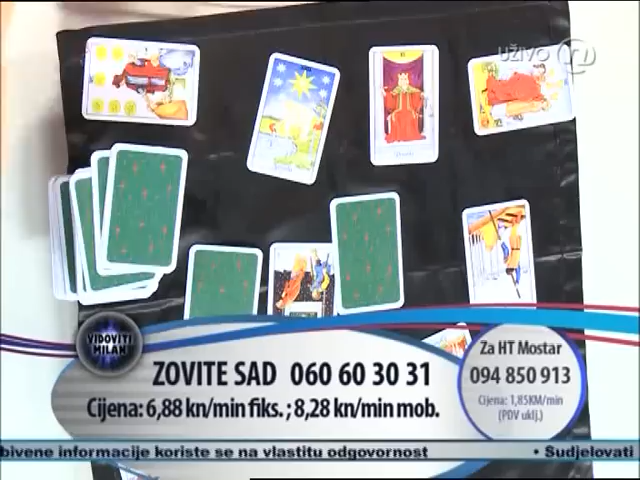 uživo
VIDOVITI
MILAN
ZOVITE SAD 060 60 30 31
Cijena: 6,88 kn/min fiks. ; 8,28 kn/min mob.
Za HT Mostar
094 850 913
Cijena: 1,85KM/min
(PDV uklj.)
bivene informacije koriste se na vlastitu odgovornost • Sudjelovati